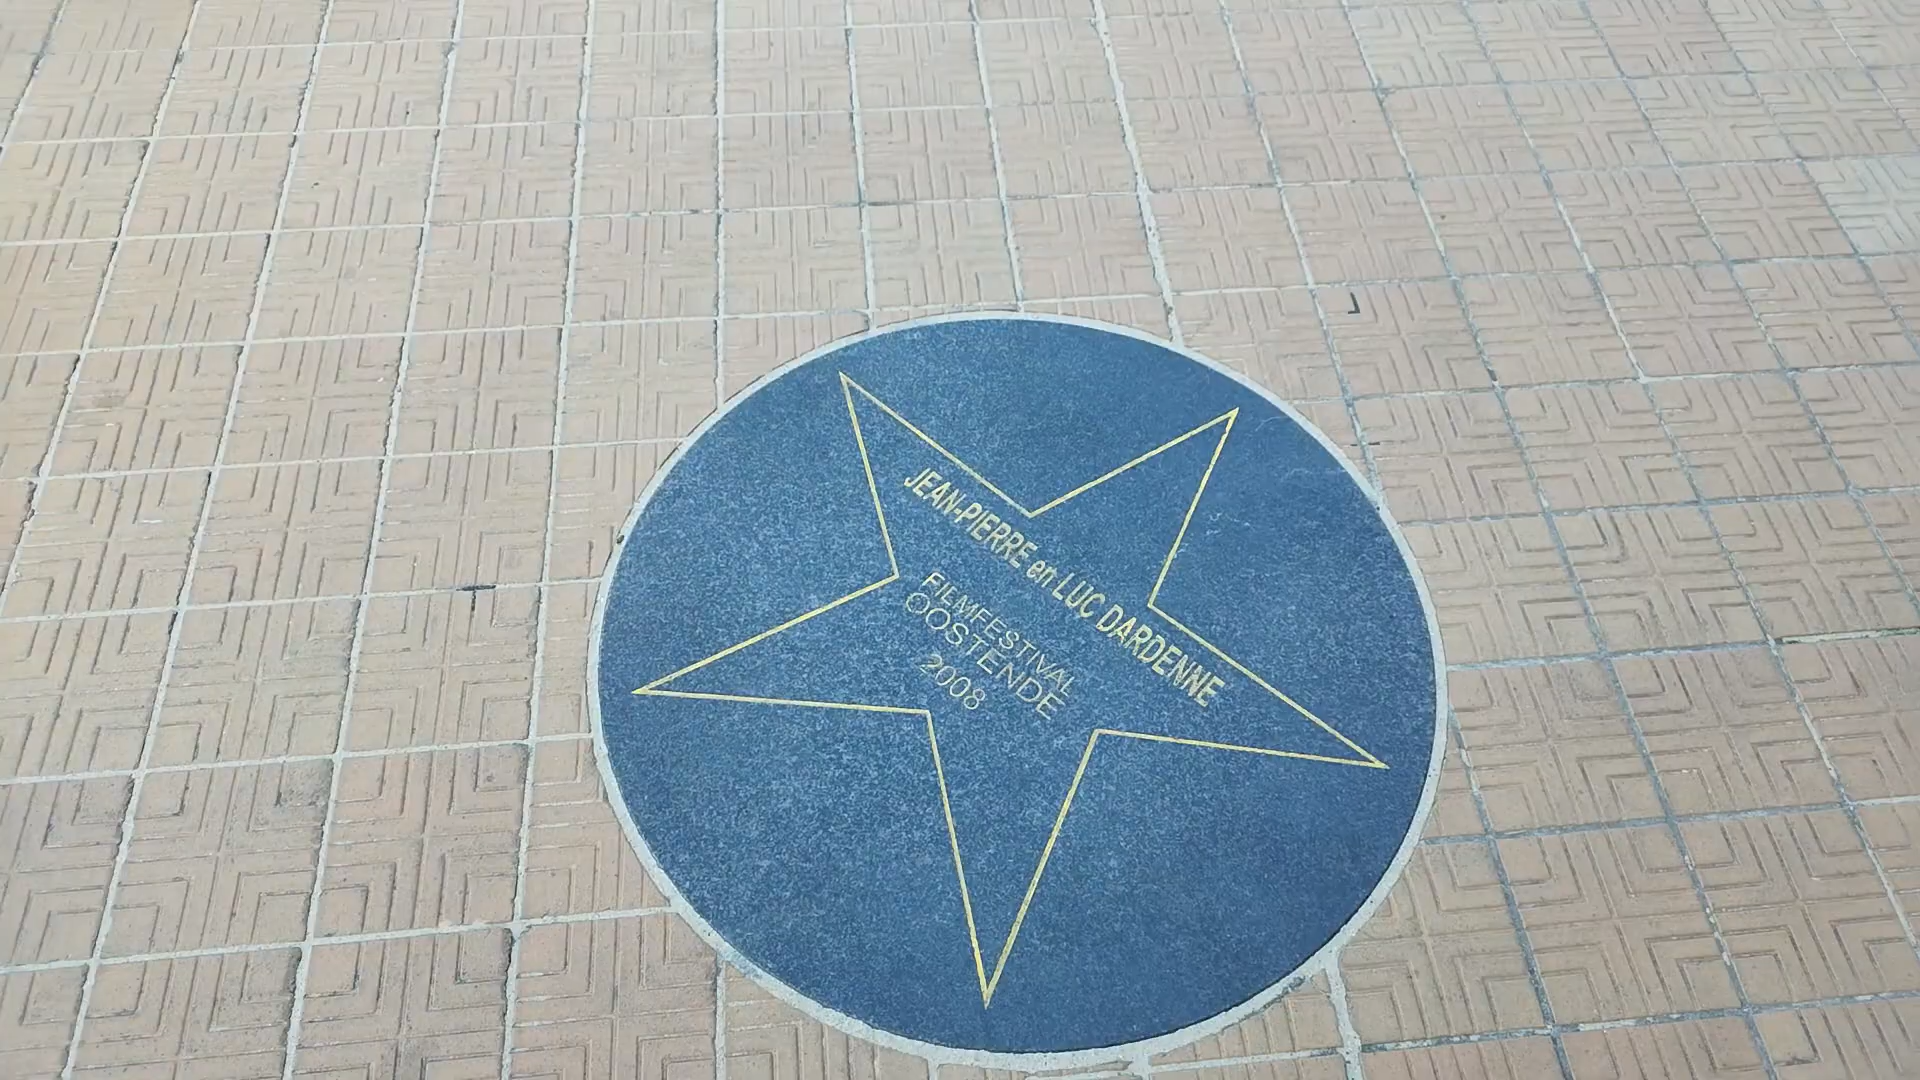 JEAN-PIERRE en LUC DARDENNE
FILMFESTIVAL
OOSTENDE
2008